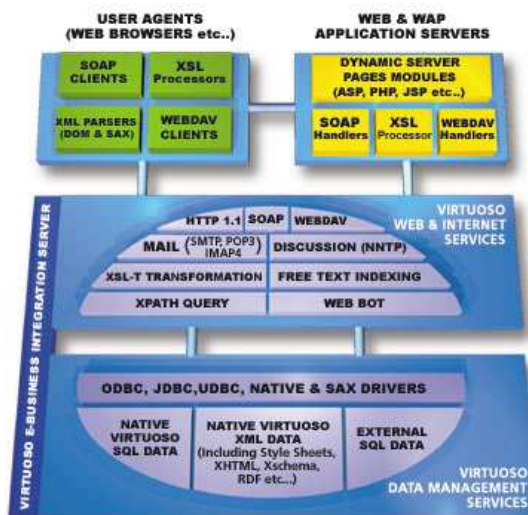 USER AGENTS
(WEB BROWSERS etc..)
WEB & WAP
APPLICATION SERVERS
SOAP
CLIENTS
XSL
Processors
XML PARSERS
(DOM & SAX)
WEBDAV
CLIENTS
DYNAMIC SERVER
PAGES MODULES
(ASP, PHP, JSP etc..)
SOAP
Handlers
XSL
Processor
WEBDAV
Handlers
VIRTUOSO E-BUSINESS INTEGRATION SERVER
VIRTUOSO
WEB & INTERNET
SERVICES
HTTP 1.1
SOAP
WEBDAV
MAIL (SMTP, POP3)
IMAP4
DISCUSSION (NNTP)
XSL-T TRANSFORMATION
FREE TEXT INDEXING
XPATH QUERY
WEB BOT
ODBC, JDBC,UDBC, NATIVE & SAX DRIVERS
NATIVE
VIRTUOSO
SQL DATA
NATIVE VIRTUOSO
XML DATA
(Including Style Sheets,
XHTML, Xschema,
RDF etc...)
EXTERNAL
SQL DATA
VIRTUOSO
DATA MANAGEMENT
SERVICES